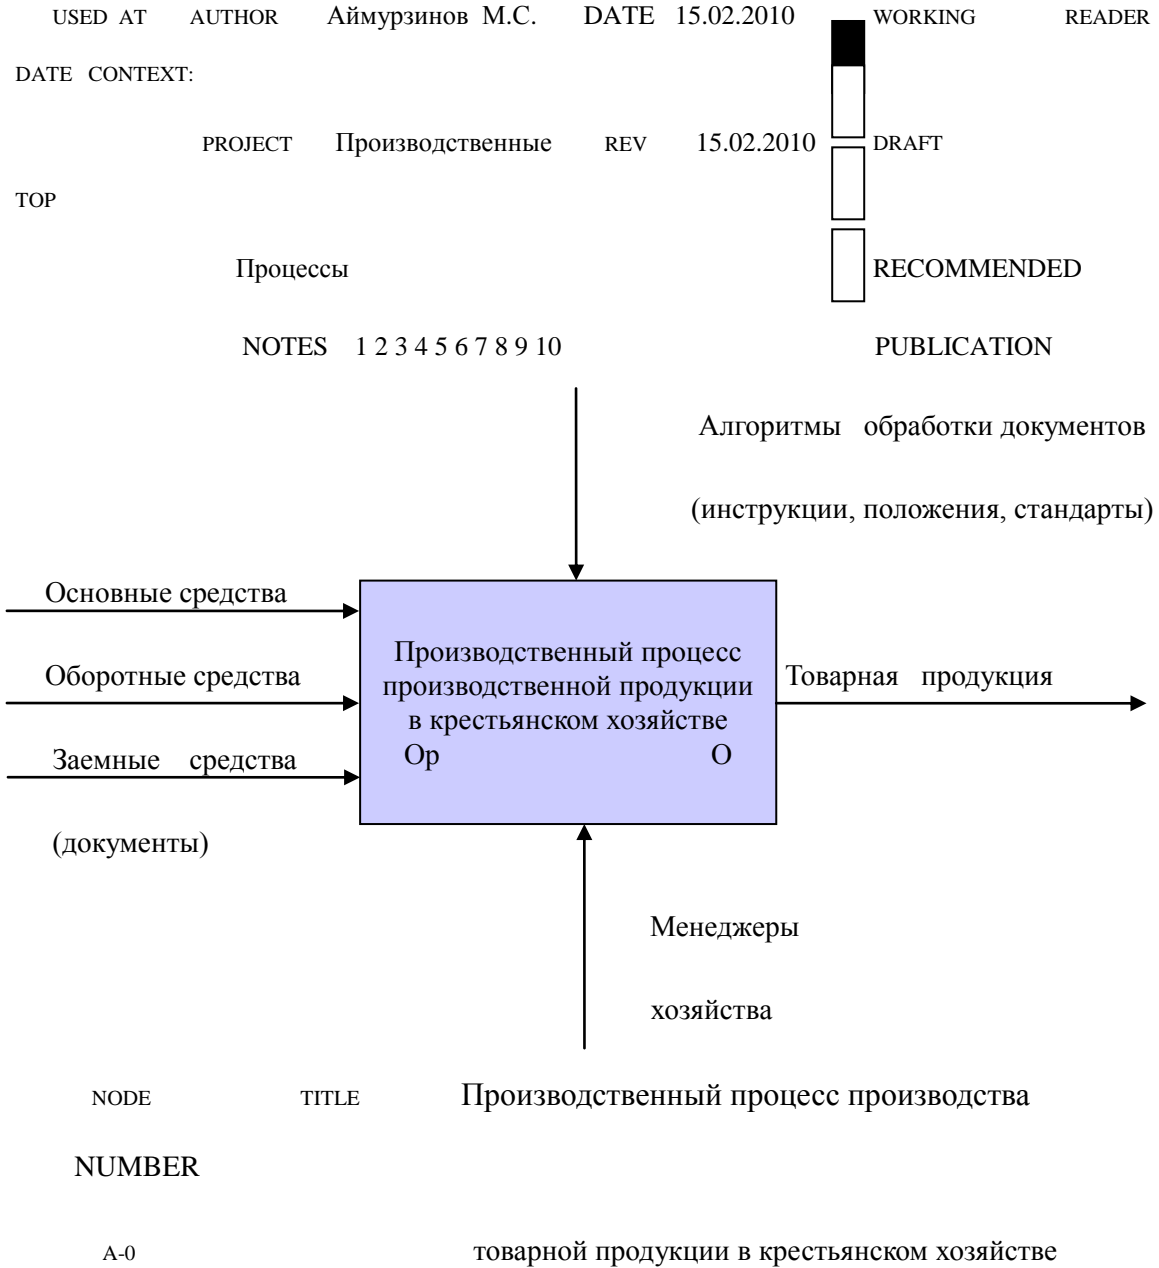 USED AT AUTHOR Аймурзинов М.С. DATE 15.02.2010 WORKING READER
DATE CONTEXT:
PROJECT Производственные REV 15.02.2010 DRAFT
TOP
Процессы RECOMMENDED
NOTES 1 2 3 4 5 6 7 8 9 10 PUBLICATION
Алгоритмы обработки документов
(инструкции, положения, стандарты)
Основные средства
Оборотные средства
Заемные средства
(документы)
Производственный процесс
производственной продукции
в крестьянском хозяйстве
Ор О
Товарная продукция
Менеджеры
хозяйства
NODE TITLE Производственный процесс производства
NUMBER
A-0 товарной продукции в крестьянском хозяйстве